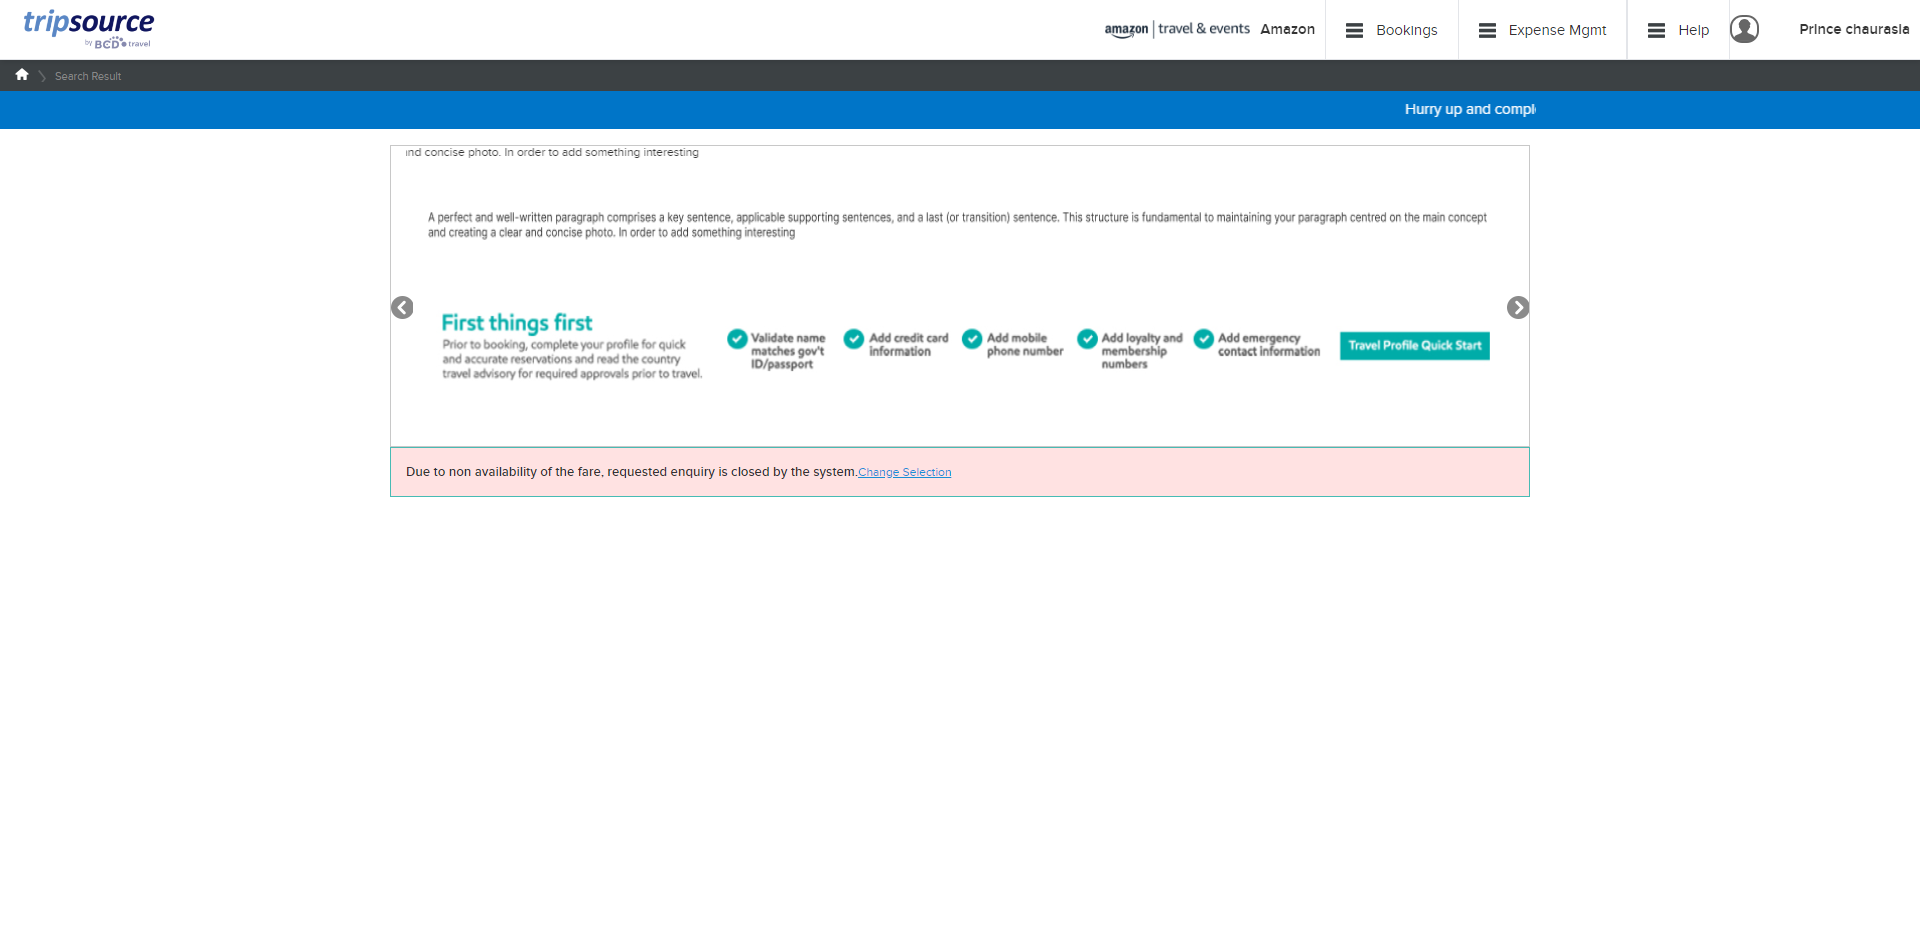 tripsource
by BCD travel
amazon travel & events Amazon
Bookings
Expense Mgmt
Help
Prince chaurasia
Search Result
Hurry up and
and concise photo. In order to add something interesting
A perfect and well-written paragraph comprises a key sentence, applicable supporting sentences, and a last (or transition) sentence. This structure is fundamental to maintaining your paragraph centred on the main concept
and creating a clear and concise photo. In order to add something interesting
First things first
Prior to booking, complete your profile for quick
and accurate reservations and read the country
travel advisory for required approvals prior to travel.
Validate name
matches gov't
ID/passport
Add credit card
information
Add mobile
phone number
Add loyalty and
membership
numbers
Add emergency
contact information
Travel Profile Quick Start
Due to non availability of the fare, requested enquiry is closed by the system.Change Selection